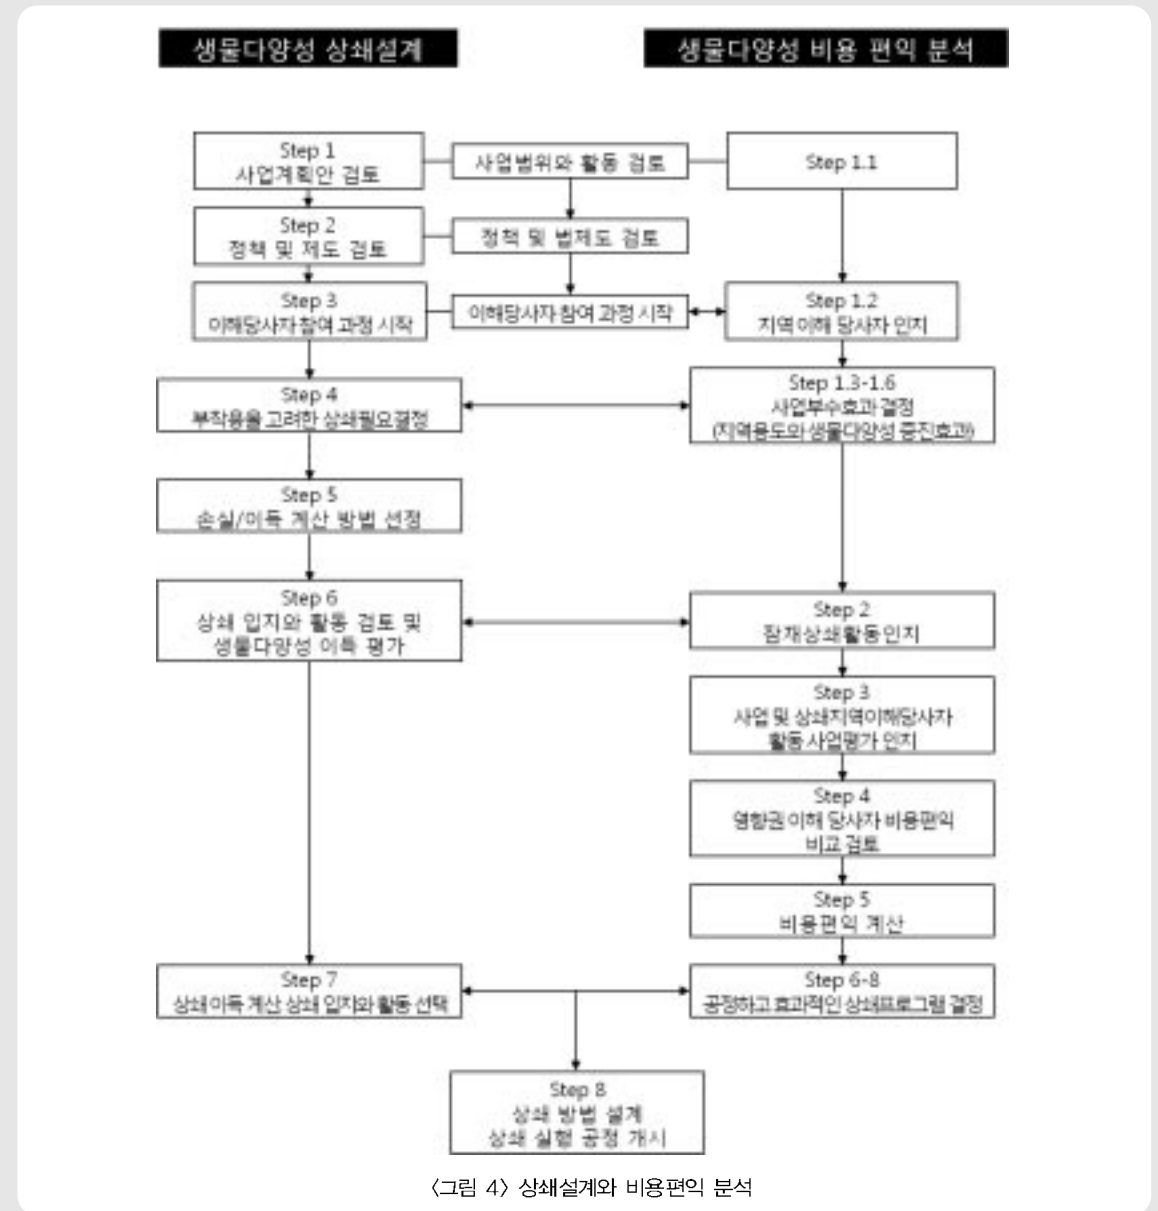 생물다양성 상쇄설계
생물다양성 비용 편익 분석
Step 1
사업계획안 검토
사업범위와 활동 검토
Step 1.1
Step 2
정책 및 제도 검토
정책 및 법제도 검토
Step 3
이해당사자 참여 과정 시작
이해당사자 참여 과정 시작
Step 1.2
지역 이해 당사자 인지
Step 4
부작용을 고려한 상쇄필요결정
Step 1.3-1.6
사업부수효과 결정
(지역용도와 생물다양성 증진효과)
Step 5
손실/이득 계산 방법 선정
Step 6
상쇄 입지와 활동 검토 및
생물다양성 이득 평가
Step 2
잠재상쇄활동인지
Step 3
사업 및 상쇄지역이해당사자
활동 사업평가 인지
Step 4
영향권 이해 당사자 비용편익
비교 검토
Step 5
비용편익 계산
Step 7
상쇄 이득 계산 상쇄 입지와 활동 선택
Step 6-8
공정하고 효과적인 상쇄프로그램 결정
Step 8
상쇄 방법 설계
상쇄 실행 공정 개시
〈그림 4〉 상쇄설계와 비용편익 분석